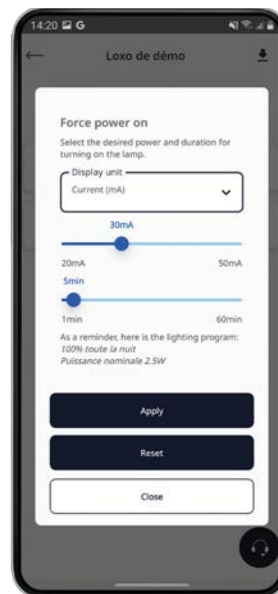 14:20 G
Loxo de démo
Force power on
Select the desired power and duration for
turning on the lamp.
Display unit
Current (mA)
30mA
20mA 50mA
5min
1min 60min
As a reminder, here is the lighting program:
100% toute la nuit
Puissance nominale 2.5W
Apply
Reset
Close